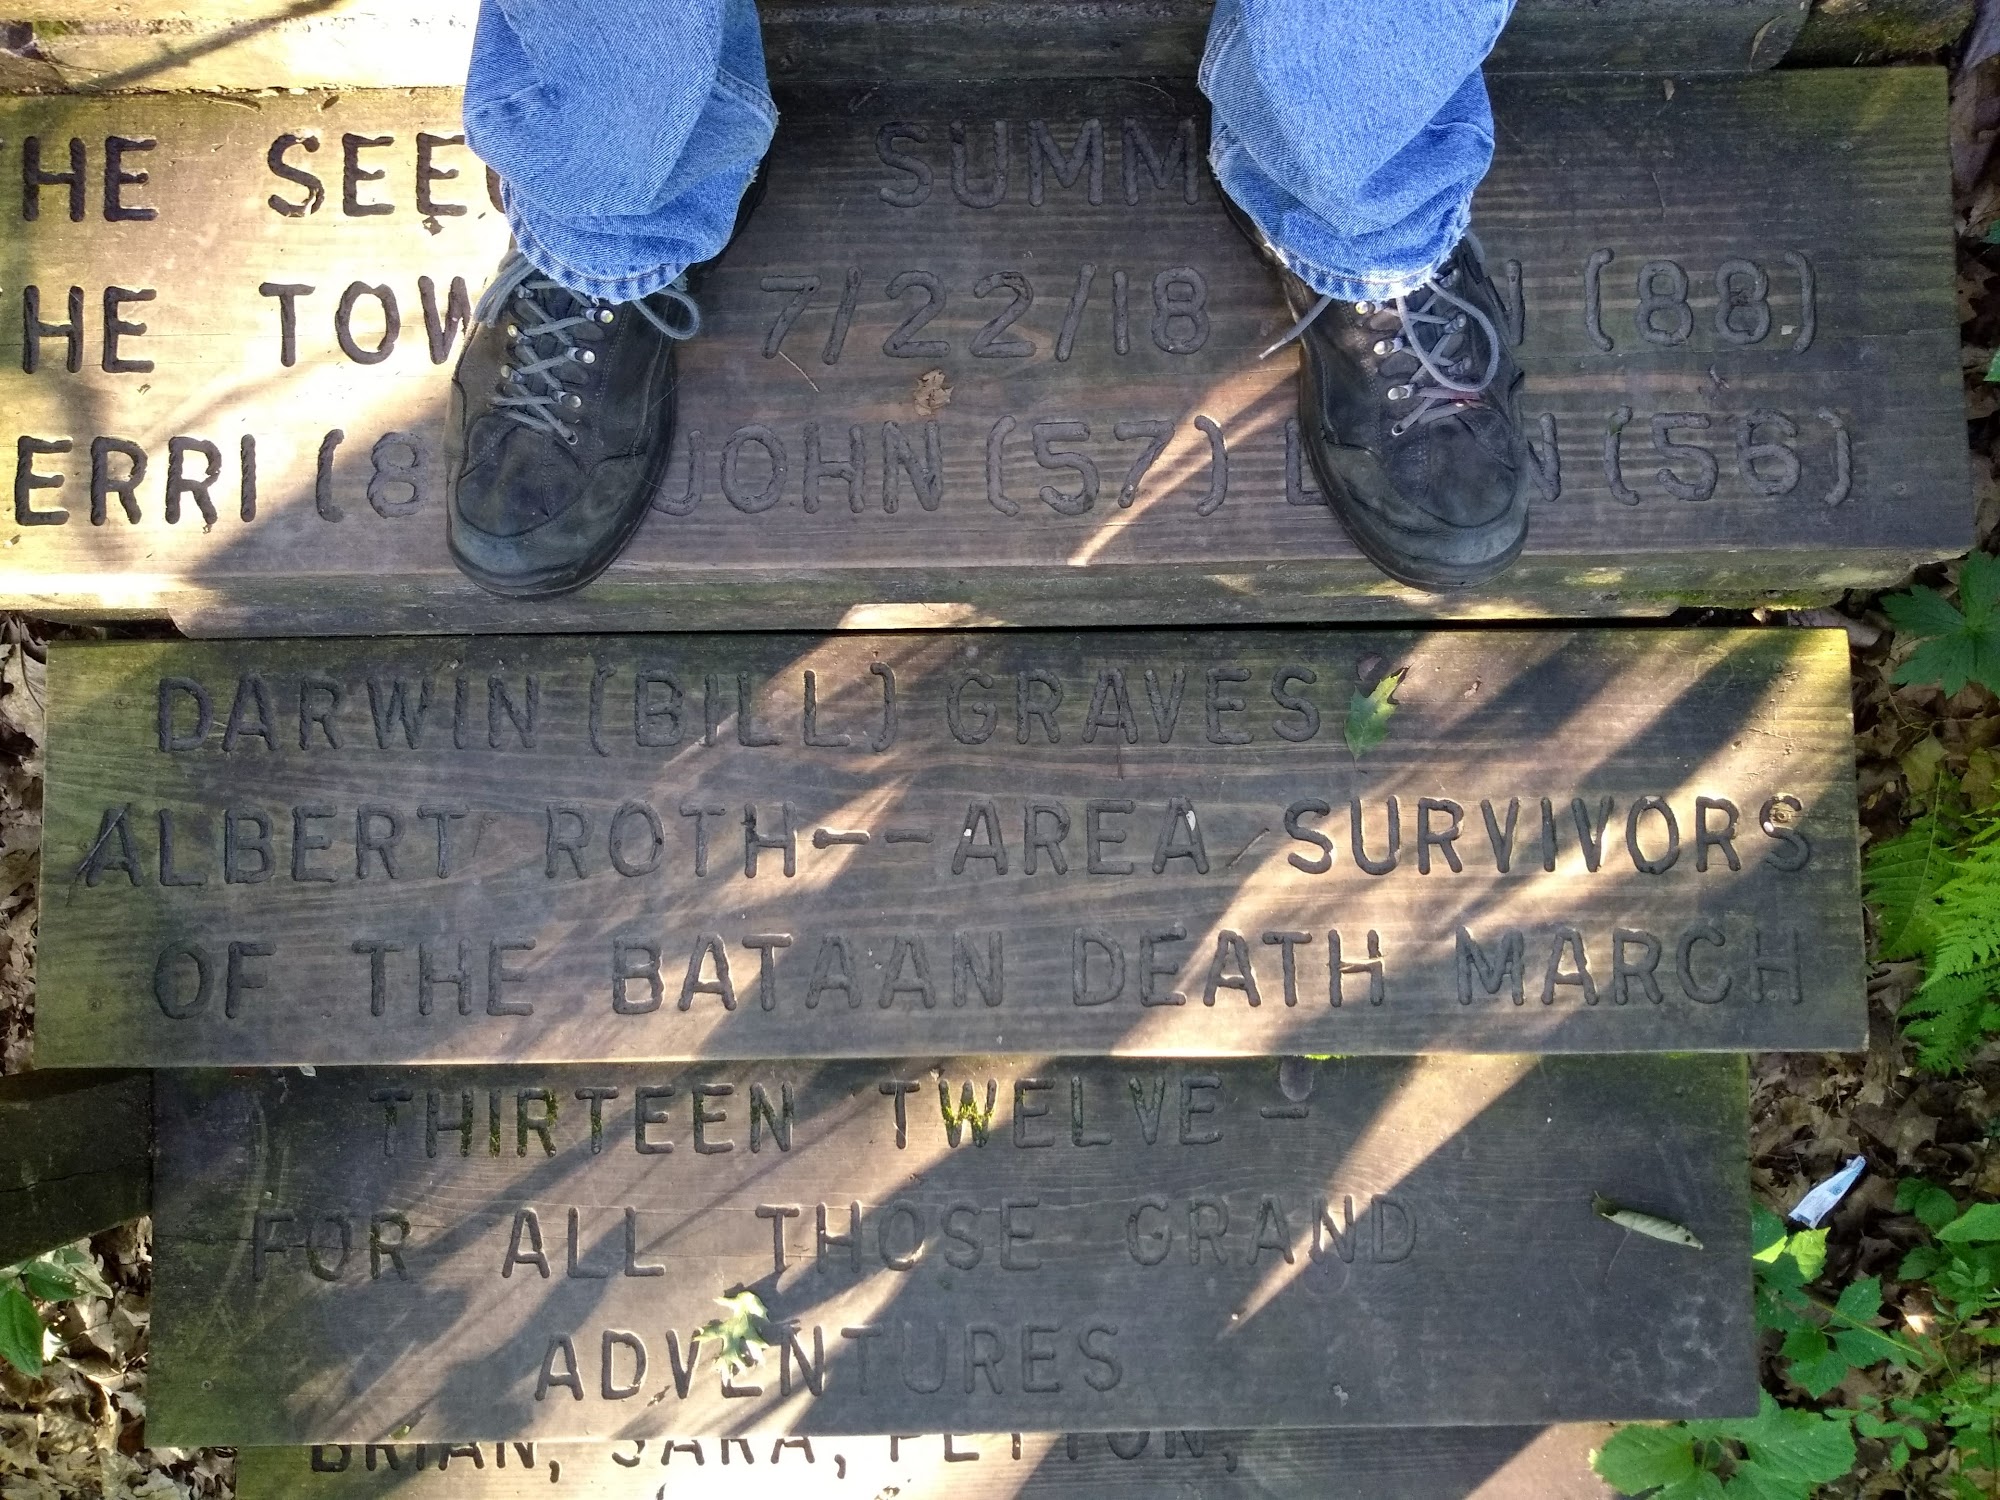 HE SEE SUMM
HE TOW 7/22/18 N (88)
ERRI (8 JOHN (57) L N (56)
DARWIN (BILL) GRAVES
ALBERT ROTH--AREA SURVIVORS
OF THE BATAAN DEATH MARCH
THIRTEEN TWELVE -
FOR ALL THOSE GRAND
ADVENTURES
BRIAN, SARA, PEYTON,